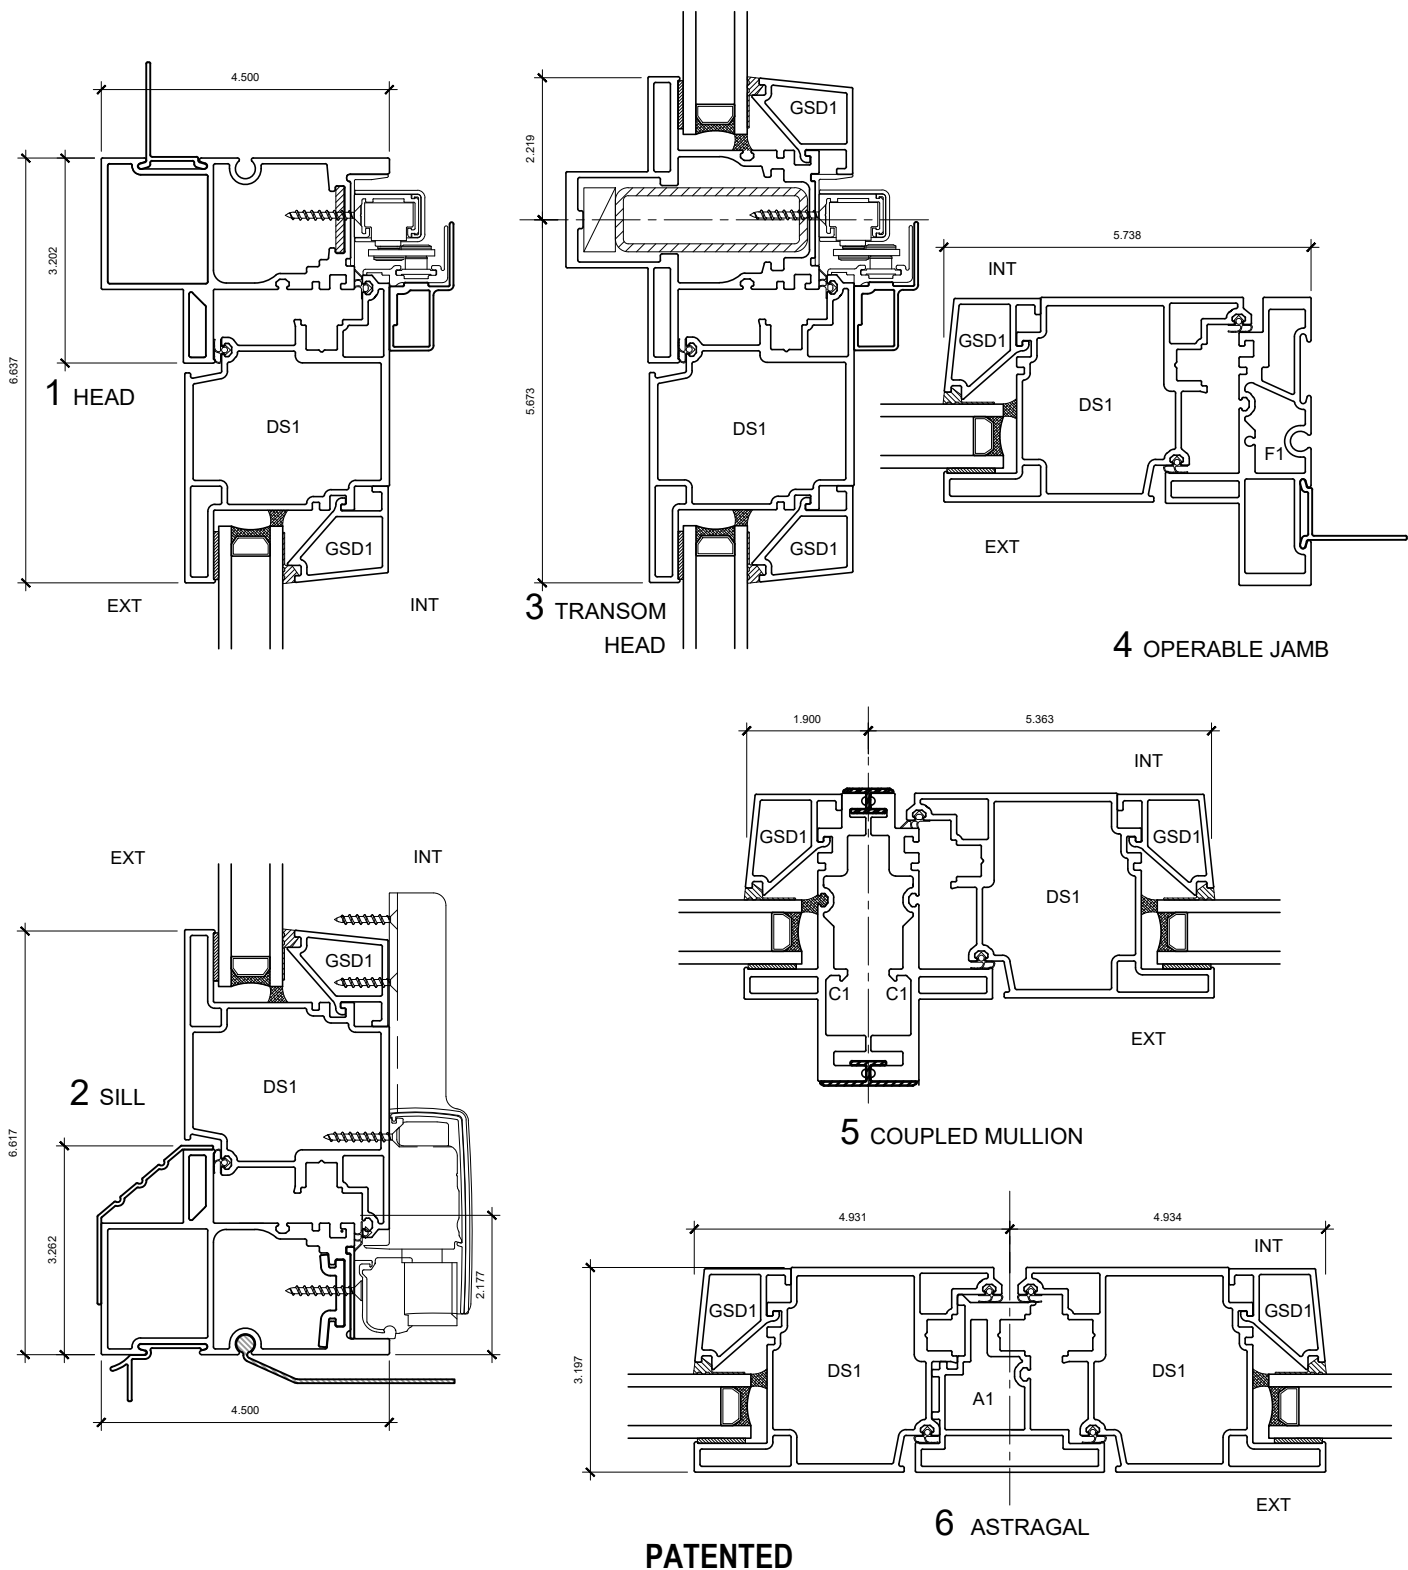 4.500
3.202
6.637
1 HEAD
DS1
GSD1
EXT
INT
2.219
5.673
GSD1
DS1
GSD1
3 TRANSOM
HEAD
5.738
INT
GSD1
DS1
F1
EXT
4 OPERABLE JAMB
EXT
INT
GSD1
DS1
2 SILL
6.617
3.262
2.177
4.500
1.900
5.363
INT
GSD1
GSD1
DS1
C1
C1
EXT
5 COUPLED MULLION
4.931
4.934
INT
GSD1
GSD1
3.197
DS1
DS1
A1
EXT
6 ASTRAGAL
PATENTED